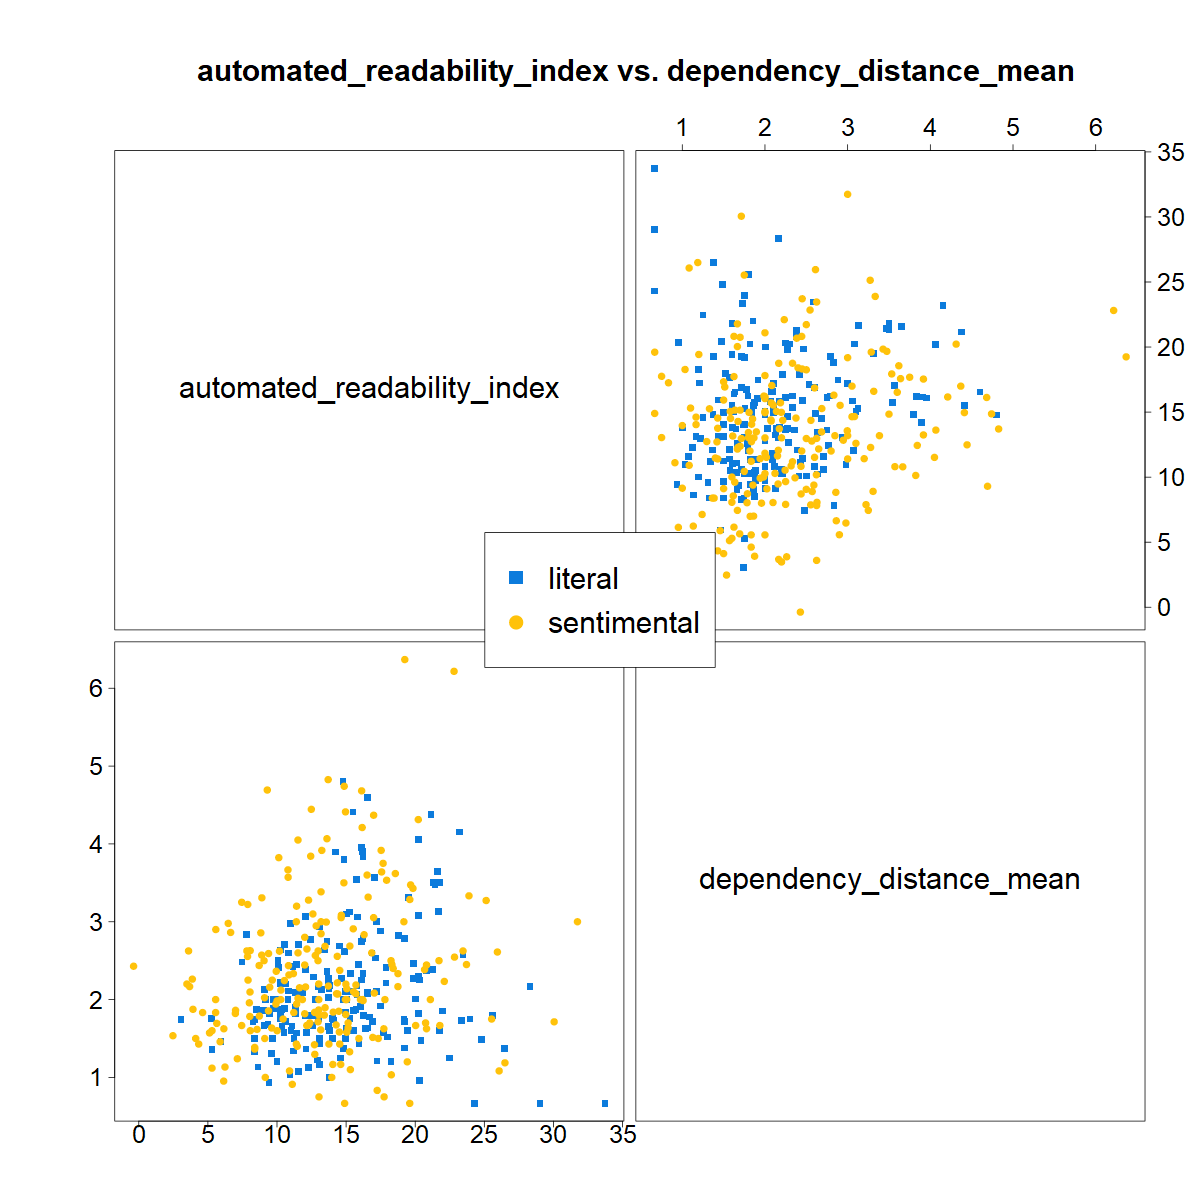 automated_readability_index vs. dependency_distance_mean
1 2 3 4 5 6
35
30
25
20
15
10
5
0
automated_readability_index
literal
sentimental
6
5
4
3
2
1
dependency_distance_mean
0 5 10 15 20 25 30 35